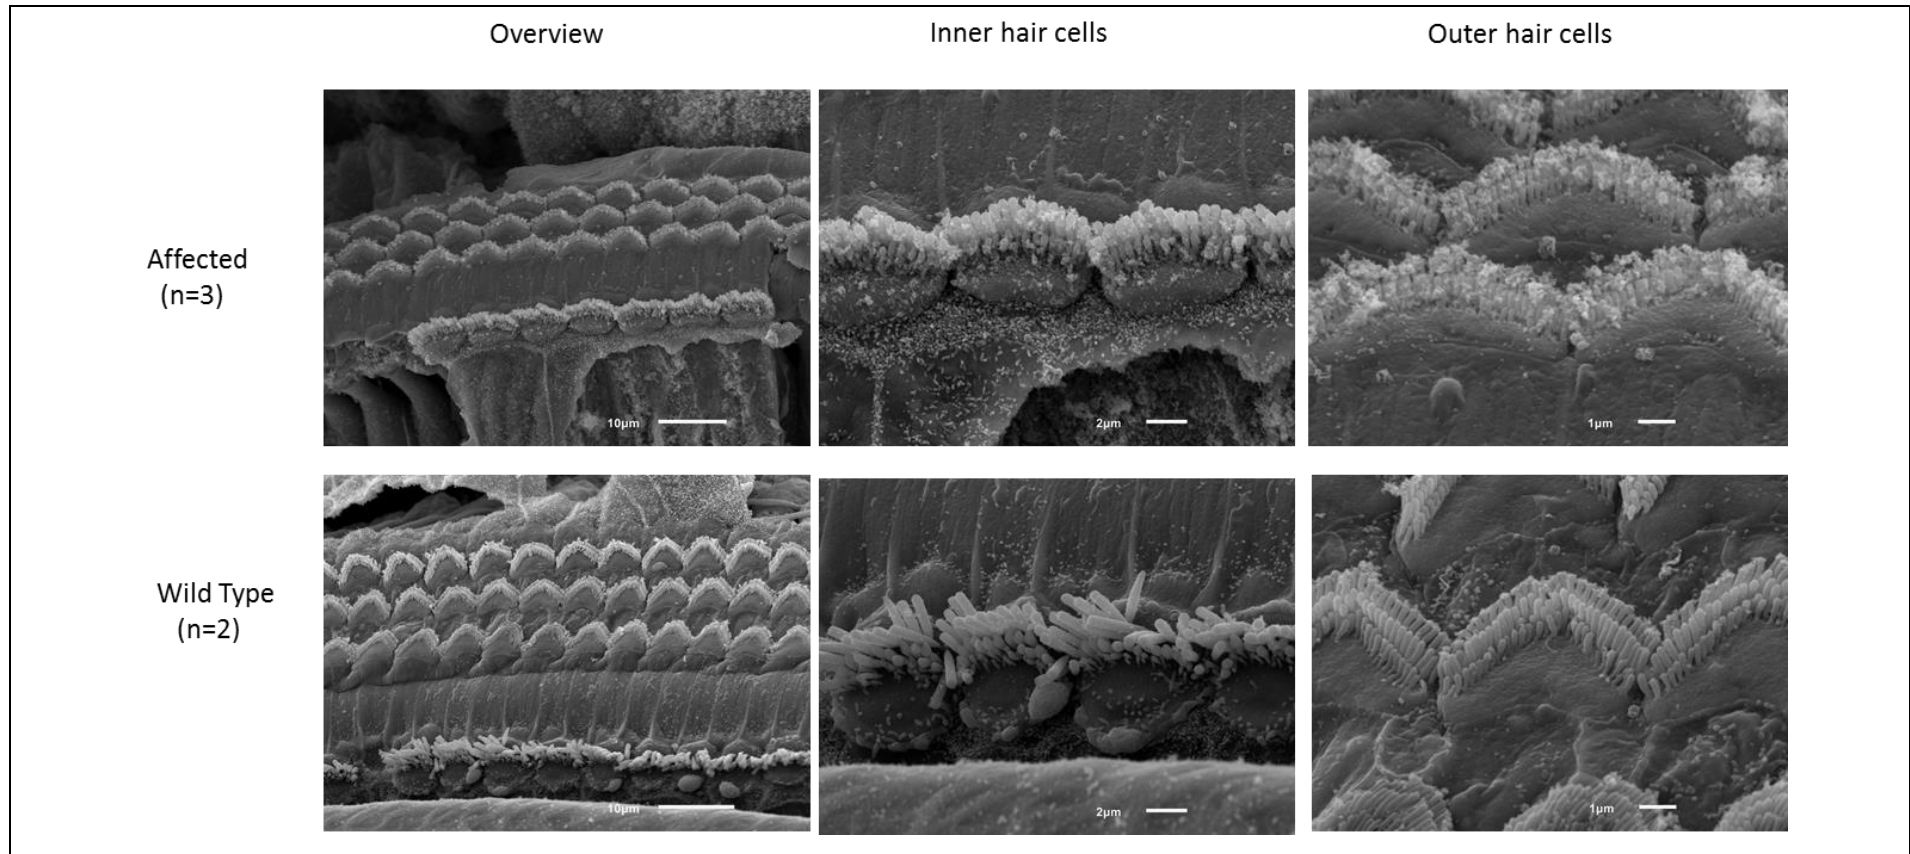 Overview
Inner hair cells
Outer hair cells
Affected
(n=3)
10µm
2µm
1µm
Wild Type
(n=2)
10µm
2µm
1µm